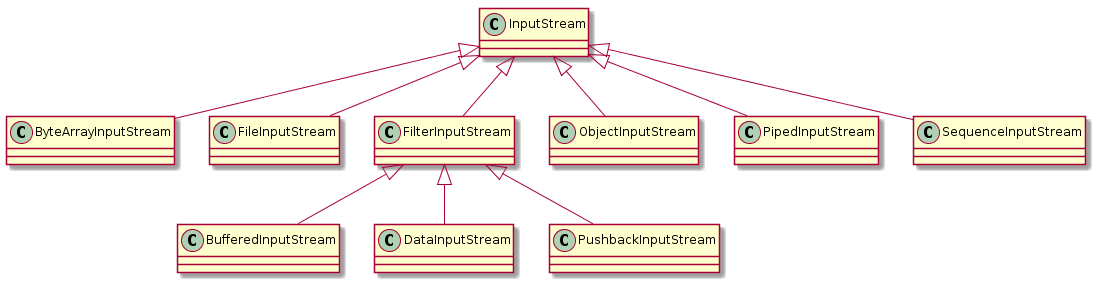 C InputStream
C ByteArrayInputStream
C FileInputStream
C FilterInputStream
C ObjectInputStream
C PipedInputStream
C SequenceInputStream
C BufferedInputStream
C DataInputStream
C PushbackInputStream